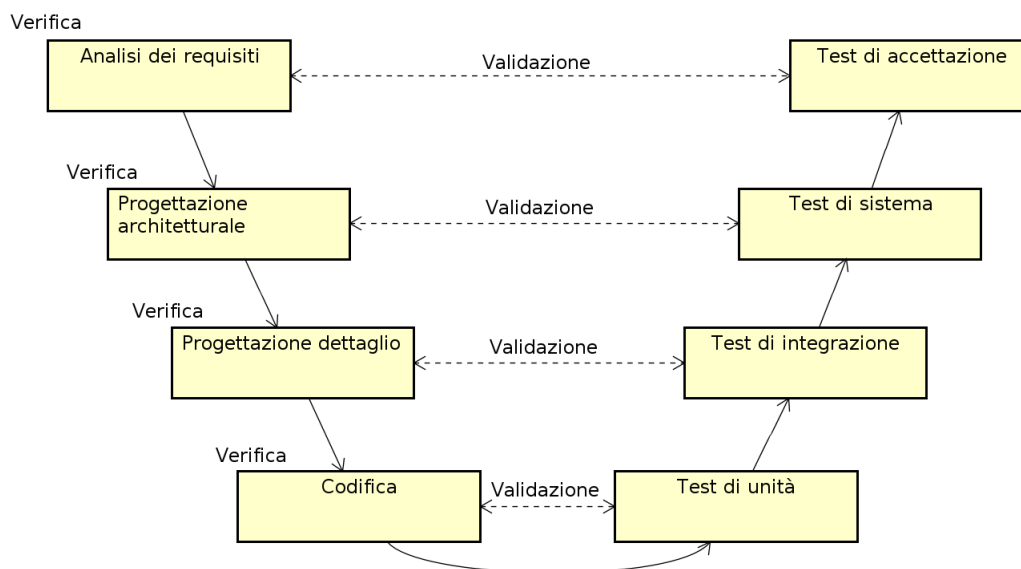 Verifica
Analisi dei requisiti
Validazione
Test di accettazione
Verifica
Progettazione
architetturale
Validazione
Test di sistema
Verifica
Progettazione dettaglio
Validazione
Test di integrazione
Verifica
Codifica
Validazione
Test di unità